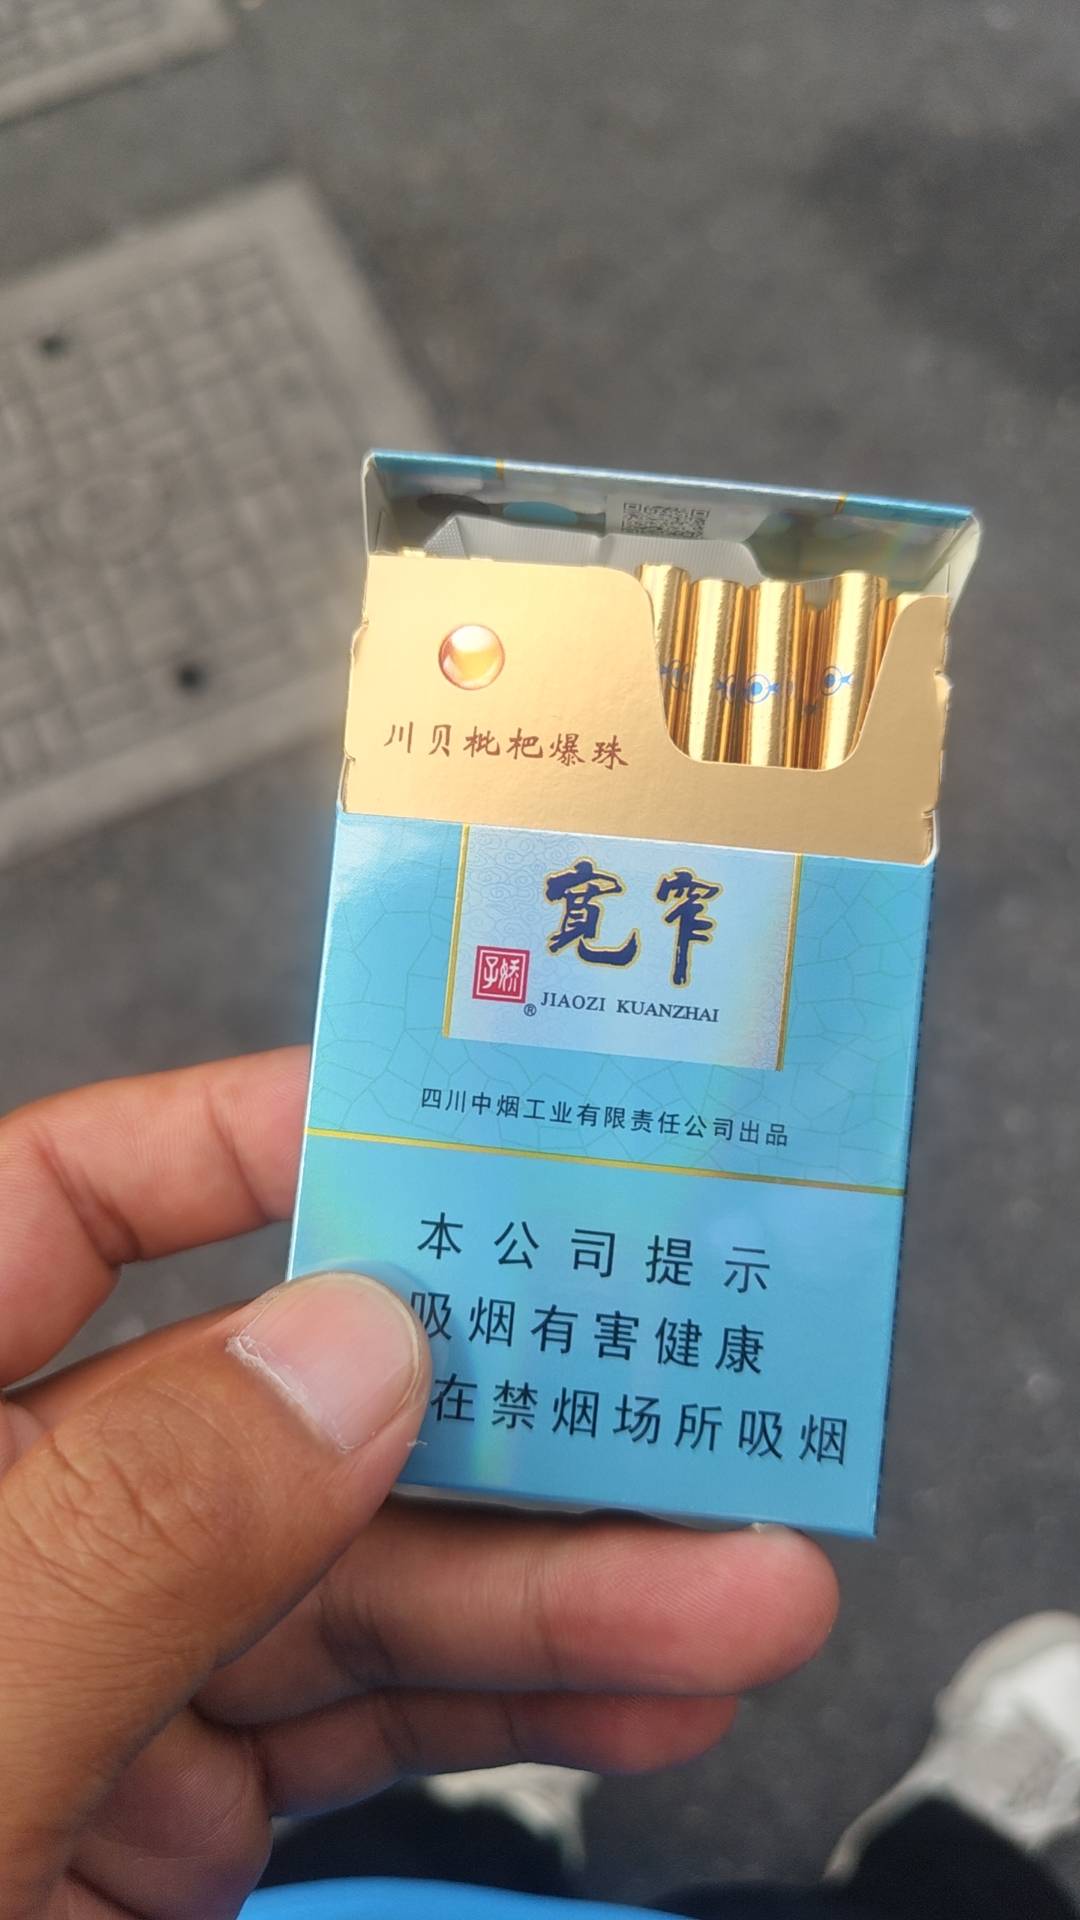 川贝枇杷爆珠
宽窄
娇子
®
JIAOZI KUANZHAI
四川中烟工业有限责任公司出品
本公司提示
吸烟有害健康
在禁烟场所吸烟